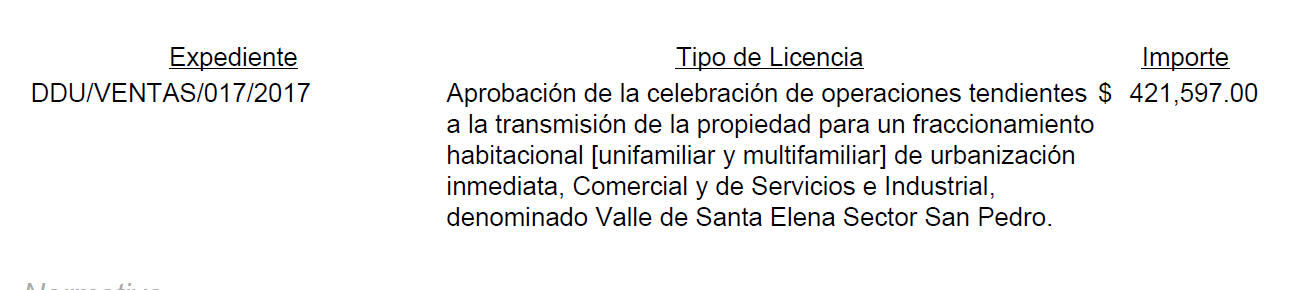 Expediente Tipo de Licencia Importe
DDU/VENTAS/017/2017 Aprobación de la celebración de operaciones tendientes $ 421,597.00
a la transmisión de la propiedad para un fraccionamiento
habitacional [unifamiliar y multifamiliar] de urbanización
inmediata, Comercial y de Servicios e Industrial,
denominado Valle de Santa Elena Sector San Pedro.